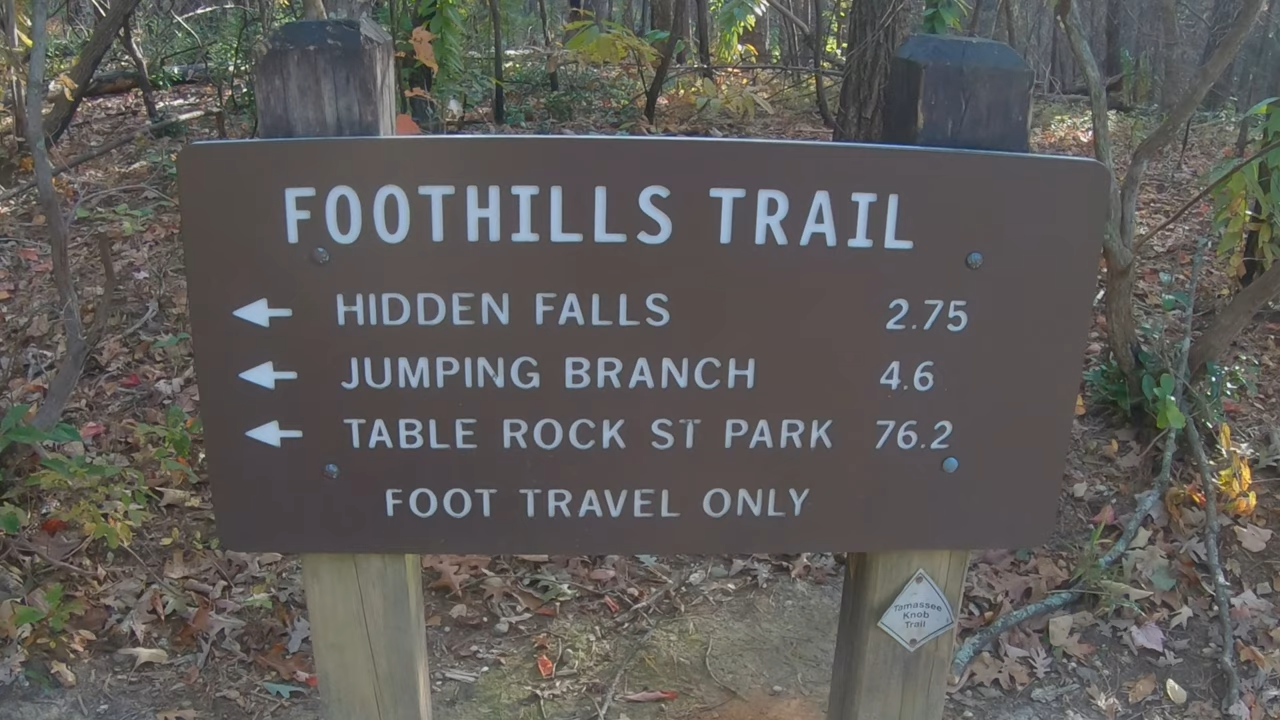 FOOTHILLS TRAIL
HIDDEN FALLS 2.75
JUMPING BRANCH 4.6
TABLE ROCK ST PARK 76.2
FOOT TRAVEL ONLY
Tamassee
Knob
Trail